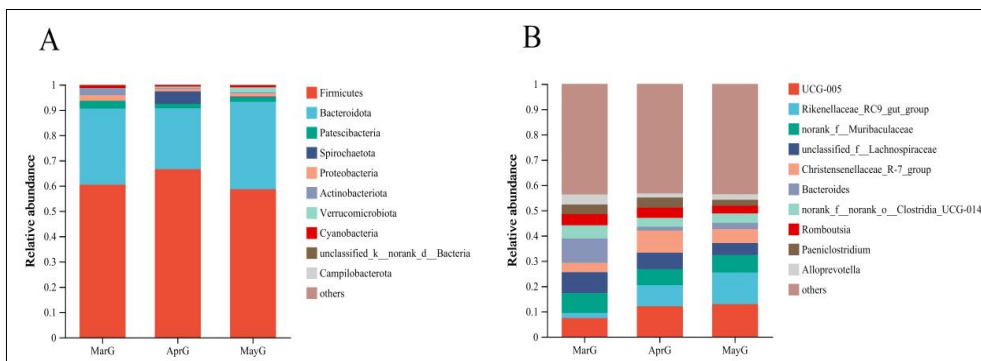 A
Relative abundance
1
0.9
0.8
0.7
0.6
0.5
0.4
0.3
0.2
0.1
0
MarG AprG MayG
Firmicutes
Bacteroidota
Patescibacteria
Spirochaetota
Proteobacteria
Actinobacteriota
Verrucomicrobiota
Cyanobacteria
unclassified_k__norank_d__Bacteria
Campilobacterota
others
B
Relative abundance
1
0.9
0.8
0.7
0.6
0.5
0.4
0.3
0.2
0.1
0
MarG AprG MayG
UCG-005
Rikenellaceae_RC9_gut_group
norank_f__Muribaculaceae
unclassified_f__Lachnospiraceae
Christensenellaceae_R-7_group
Bacteroides
norank_f__norank_o__Clostridia_UCG-014
Romboutsia
Paeniclostridium
Alloprevotella
others